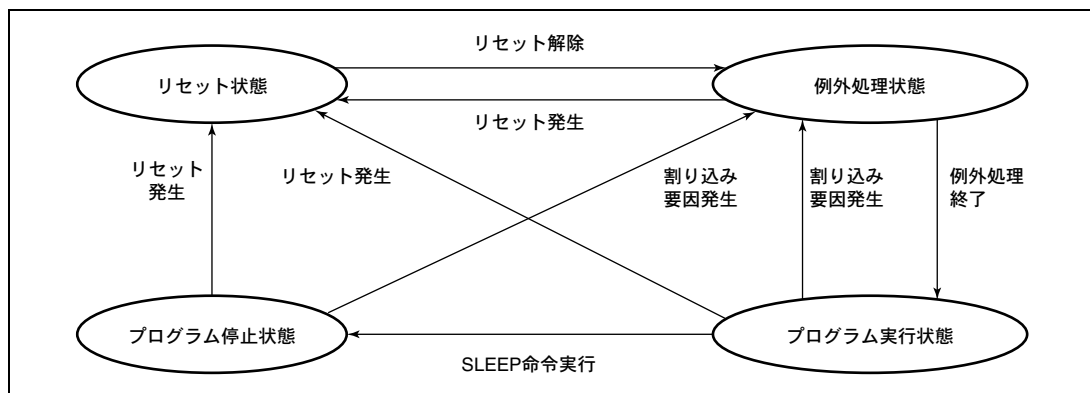 リセット解除
リセット状態
例外処理状態
リセット発生
リセット
発生
リセット発生
割り込み
要因発生
割り込み
要因発生
例外処理
終了
プログラム停止状態
プログラム実行状態
SLEEP命令実行